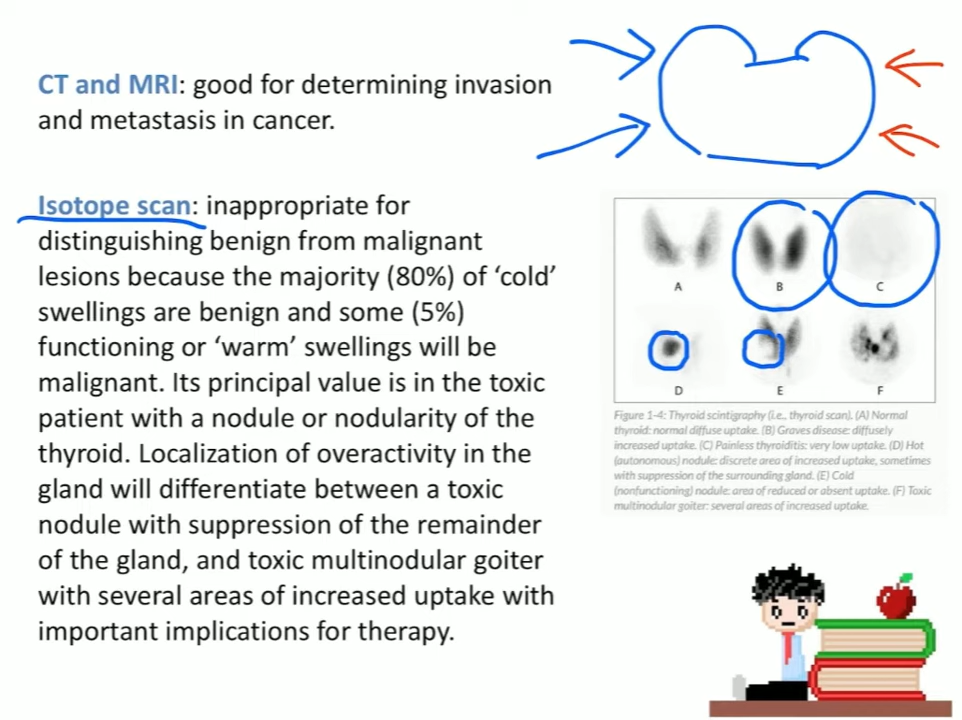 CT and MRI: good for determining invasion
and metastasis in cancer.
Isotope scan: inappropriate for
distinguishing benign from malignant
lesions because the majority (80%) of ‘cold’
swellings are benign and some (5%)
functioning or ‘warm’ swellings will be
malignant. Its principal value is in the toxic
patient with a nodule or nodularity of the
thyroid. Localization of overactivity in the
gland will differentiate between a toxic
nodule with suppression of the remainder
of the gland, and toxic multinodular goiter
with several areas of increased uptake with
important implications for therapy.
A B C
D E F
Figure 1-4: Thyroid scintigraphy (i.e., thyroid scan). (A) Normal
thyroid: normal diffuse uptake. (B) Graves disease: diffusely
increased uptake. (C) Painless thyroiditis: very low uptake. (D) Hot
(autonomous) nodule: discrete area of increased uptake, sometimes
with suppression of the surrounding gland. (E) Cold
(nonfunctioning) nodule: area of reduced or absent uptake. (F) Toxic
multinodular goiter: several areas of increased uptake.